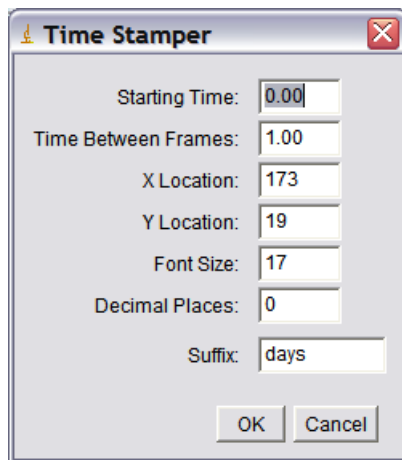 Time Stamper
Starting Time: 0.00
Time Between Frames: 1.00
X Location: 173
Y Location: 19
Font Size: 17
Decimal Places: 0
Suffix: days
OK Cancel